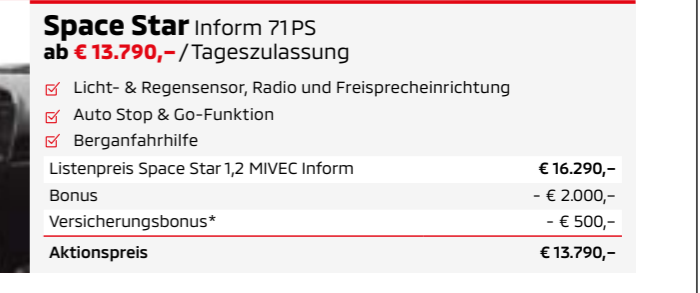 Space Star Inform 71 PS
ab € 13.790,– / Tageszulassung
Licht- & Regensensor, Radio und Freisprecheinrichtung
Auto Stop & Go-Funktion
Berganfahrhilfe
Listenpreis Space Star 1,2 MIVEC Inform € 16.290,–
Bonus - € 2.000,–
Versicherungsbonus* - € 500,–
Aktionspreis € 13.790,–